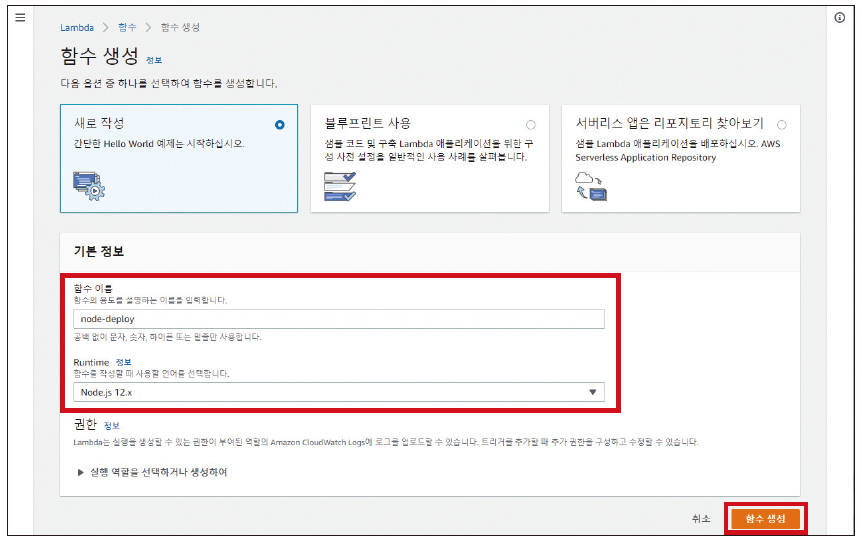 Lambda > 함수 > 함수 생성
함수 생성 정보
다음 옵션 중 하나를 선택하여 함수를 생성합니다.
새로 작성
간단한 Hello World 예제는 시작하십시오.
블루프린트 사용
샘플 코드 및 구축 Lambda 애플리케이션을 위한 구
성 사전 설정을 일반적인 사용 사례를 살펴봅니다.
서버리스 앱은 리포지토리 찾아보기
샘플 Lambda 애플리케이션을 배포하십시오. AWS
Serverless Application Repository
기본 정보
함수 이름
함수의 용도를 설명하는 이름을 입력합니다.
node-deploy
공백 없이 문자, 숫자, 하이픈 또는 밑줄만 사용합니다.
Runtime 정보
함수를 작성할 때 사용할 언어를 선택합니다.
Node.js 12.x
권한 정보
Lambda는 실행을 생성할 수 있는 권한이 부여된 역할의 Amazon CloudWatch Logs에 로그를 업로드할 수 있습니다. 트리거를 추가할 때 추가 권한을 구성하고 수정할 수 있습니다.
실행 역할을 선택하거나 생성하여
취소
함수 생성